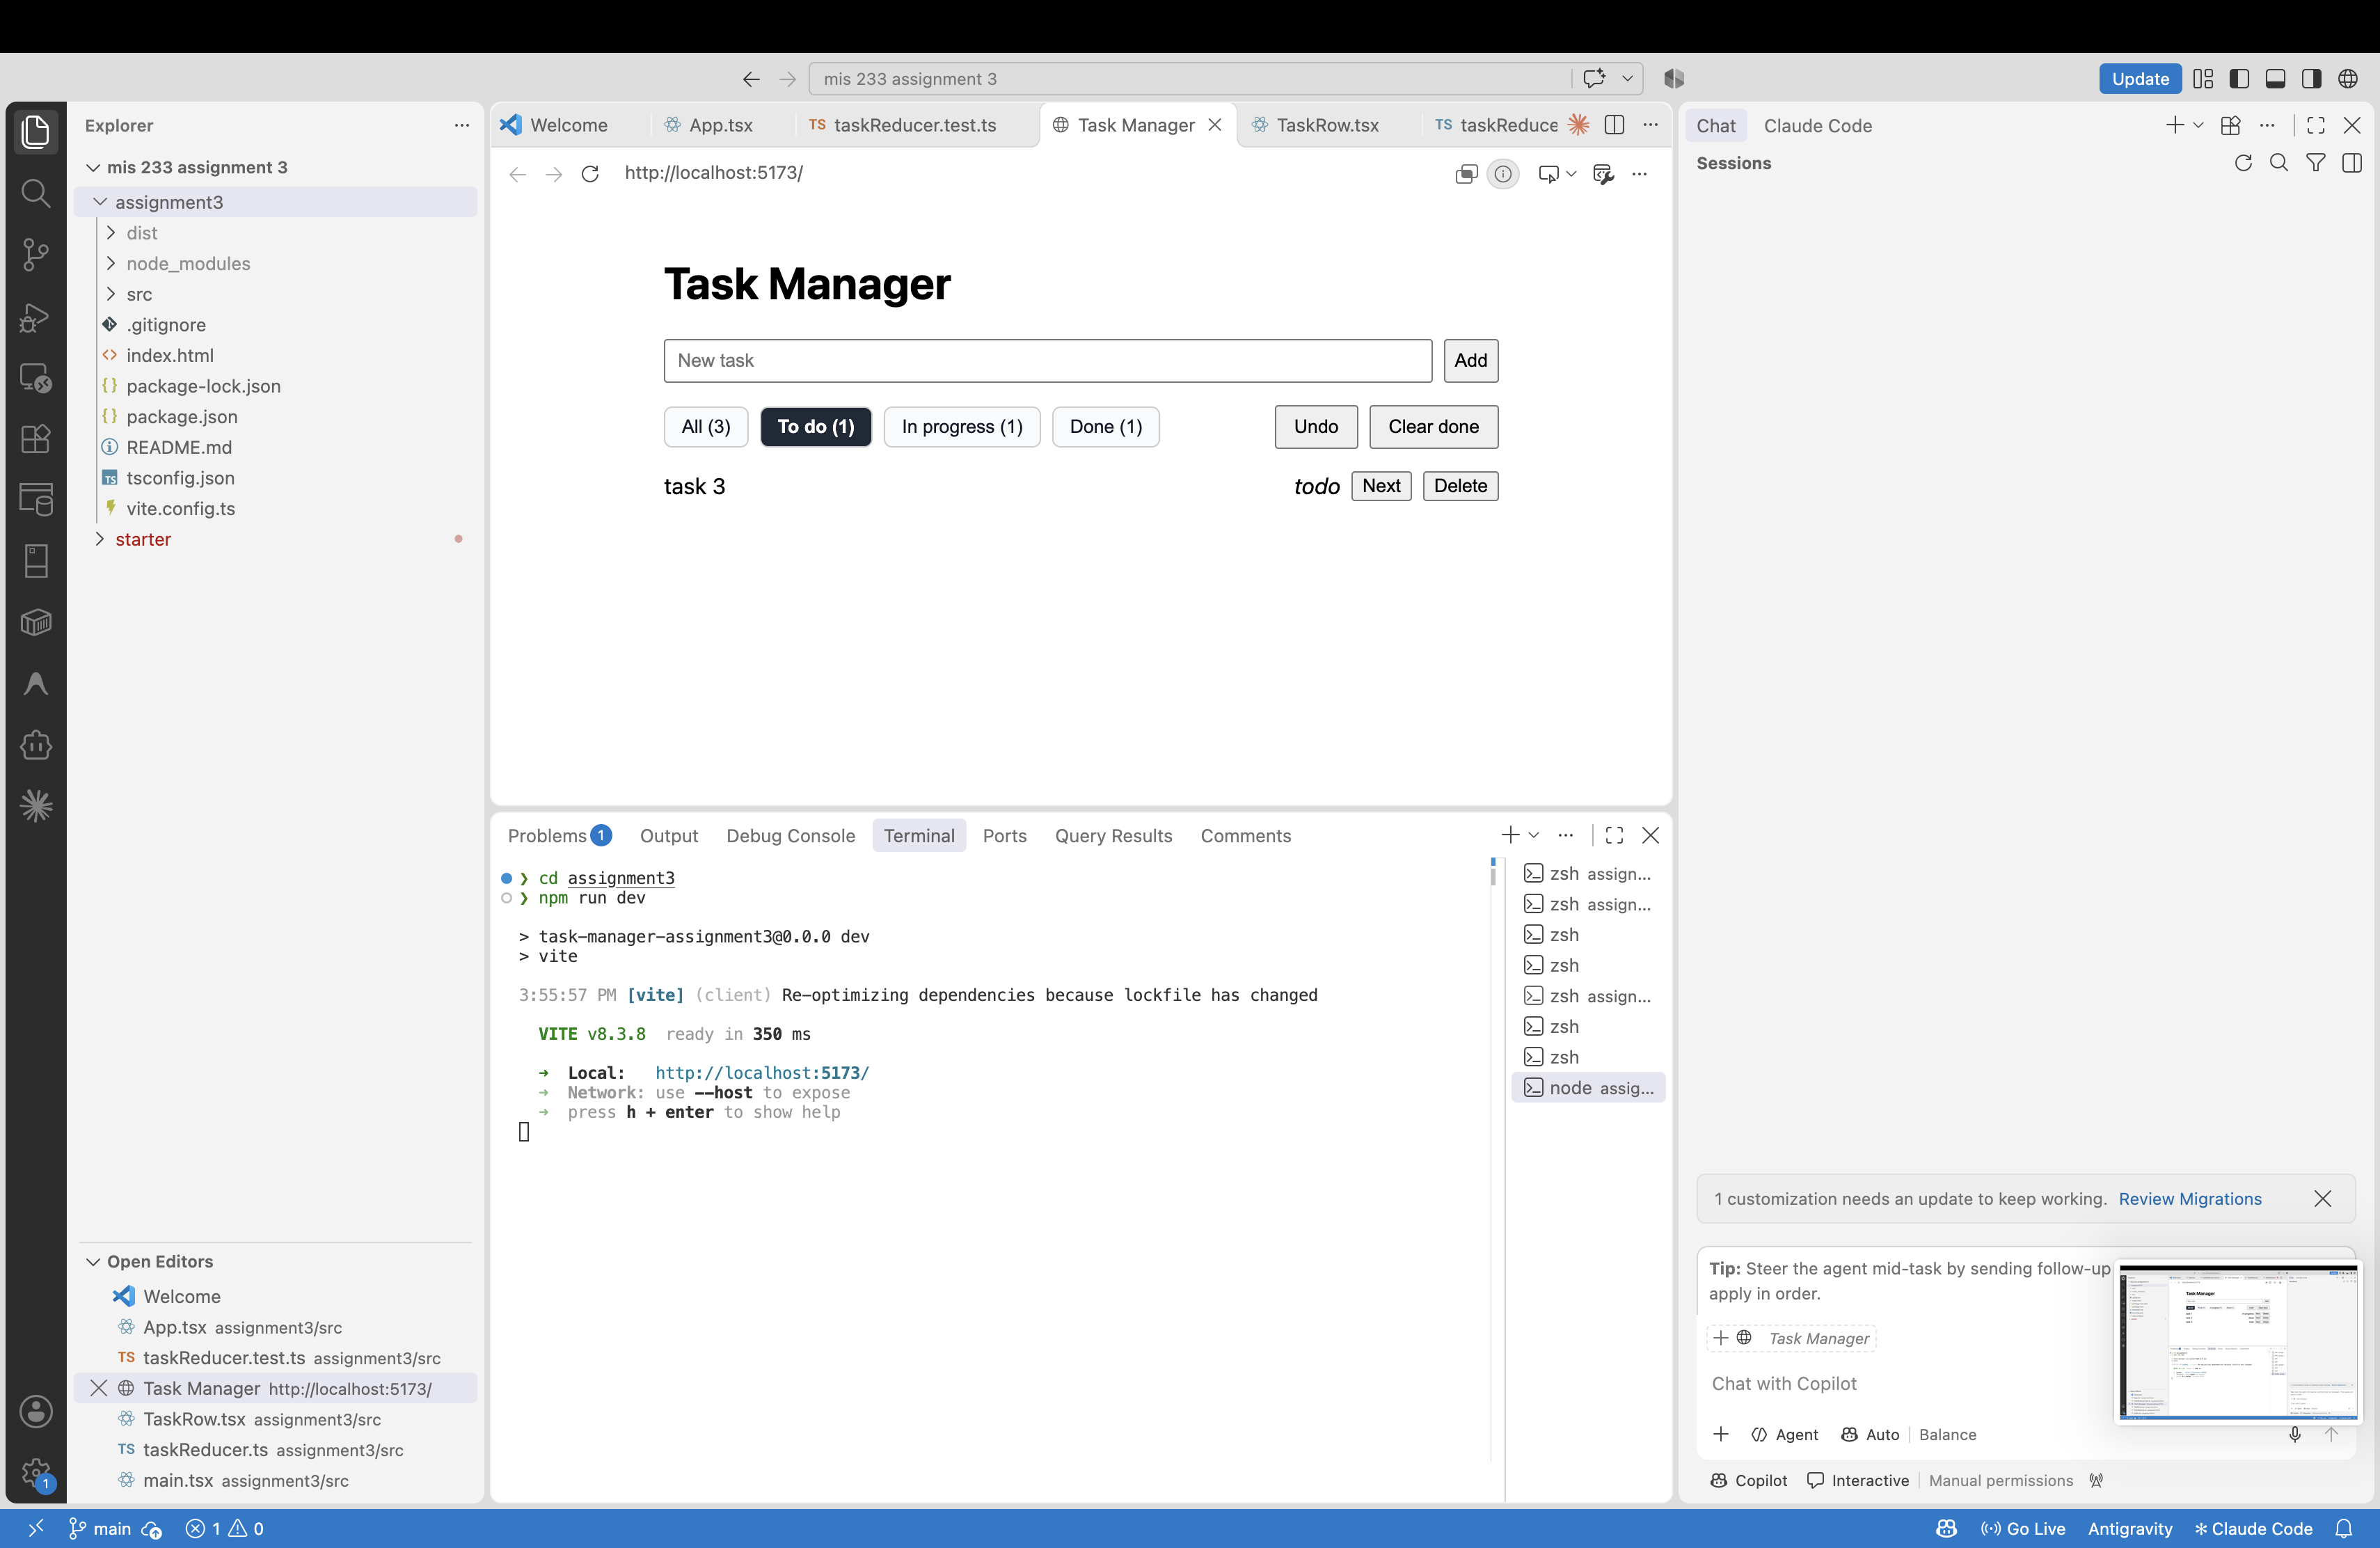 mis 233 assignment 3
Update
Explorer
mis 233 assignment 3
assignment3
dist
node_modules
src
.gitignore
index.html
package-lock.json
package.json
README.md
tsconfig.json
vite.config.ts
starter
Open Editors
Welcome
App.tsx assignment3/src
taskReducer.test.ts assignment3/src
Task Manager http://localhost:5173/
TaskRow.tsx assignment3/src
taskReducer.ts assignment3/src
main.tsx assignment3/src
Welcome App.tsx TS taskReducer.test.ts Task Manager TaskRow.tsx TS taskReduce
http://localhost:5173/
Task Manager
New task Add
All (3) To do (1) In progress (1) Done (1) Undo Clear done
task 3 todo Next Delete
Problems 1 Output Debug Console Terminal Ports Query Results Comments
❯ cd assignment3
❯ npm run dev
> task-manager-assignment3@0.0.0 dev
> vite
3:55:57 PM [vite] (client) Re-optimizing dependencies because lockfile has changed
VITE v8.3.8 ready in 350 ms
➜ Local: http://localhost:5173/
➜ Network: use --host to expose
➜ press h + enter to show help
zsh assign...
zsh assign...
zsh
zsh
zsh assign...
zsh
zsh
node assig...
Chat Claude Code
Sessions
1 customization needs an update to keep working. Review Migrations
Tip: Steer the agent mid-task by sending follow-up
apply in order.
Task Manager
Chat with Copilot
Agent Auto Balance
Copilot Interactive Manual permissions
1
main 1 0 Go Live Antigravity Claude Code